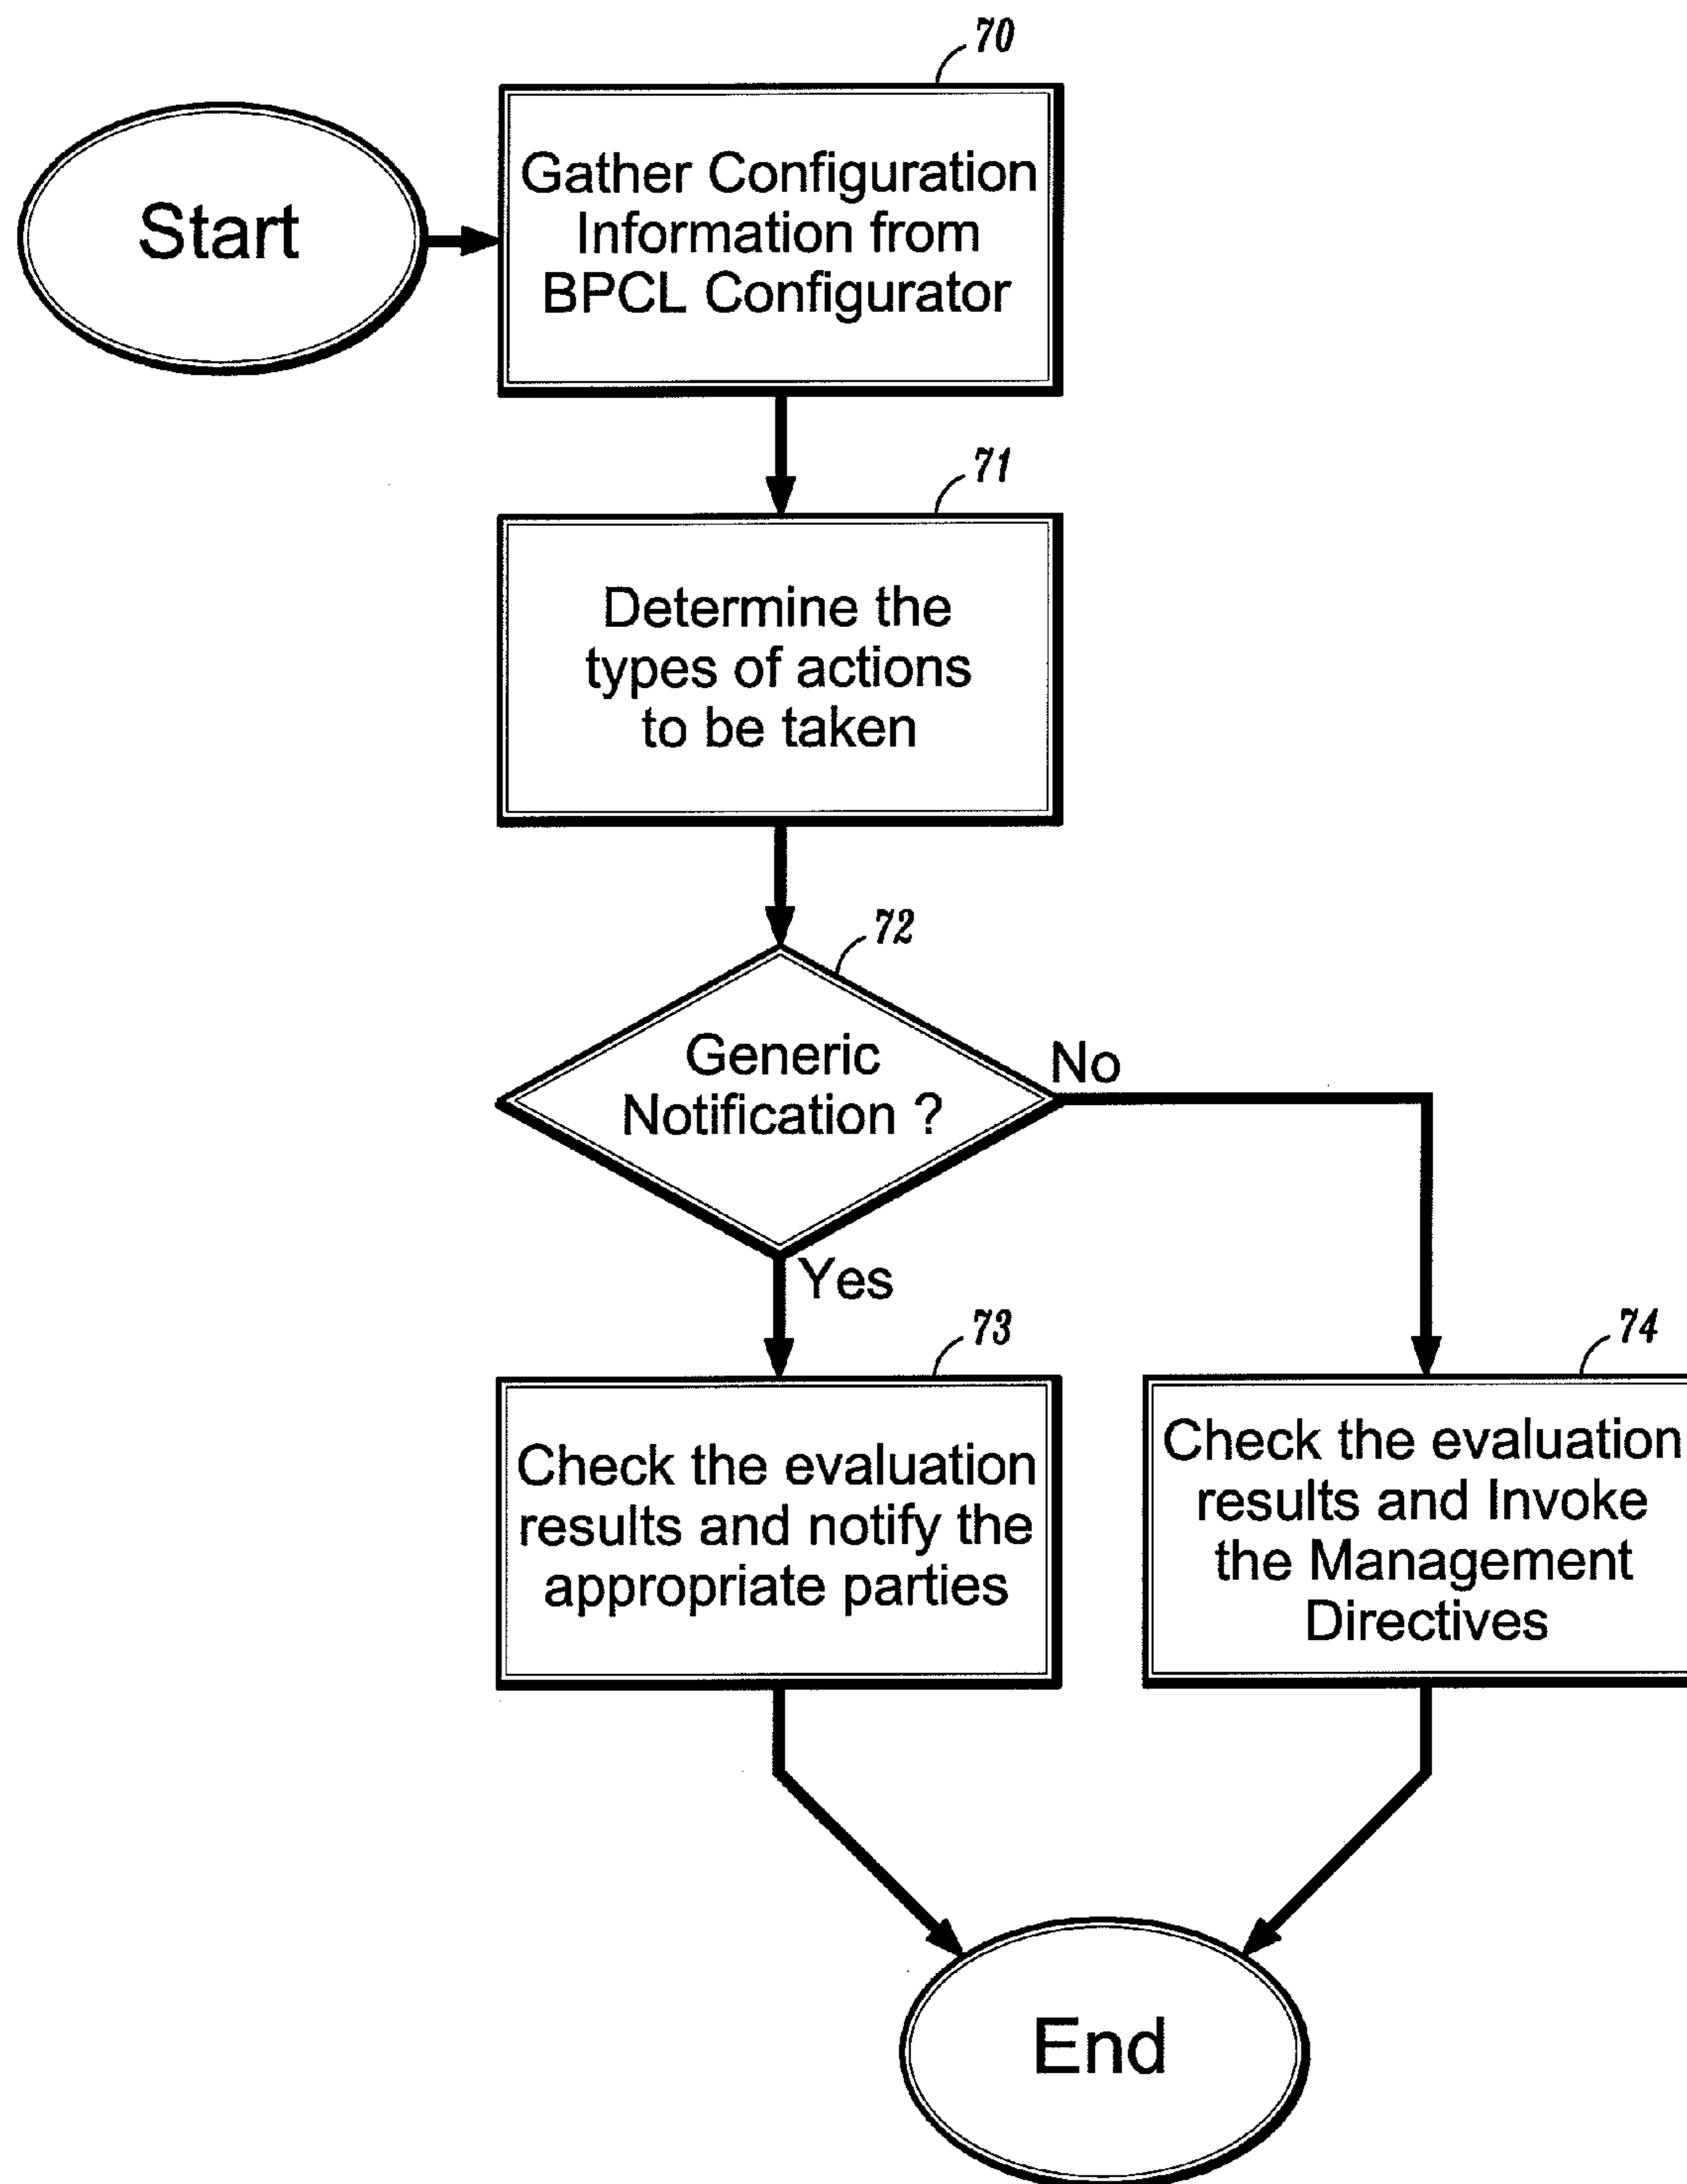 70
Start
Gather Configuration
Information from
BPCL Configurator
71
Determine the
types of actions
to be taken
72
Generic
Notification ?
No
Yes
73
74
Check the evaluation
results and notify the
appropriate parties
Check the evaluation
results and Invoke
the Management
Directives
End